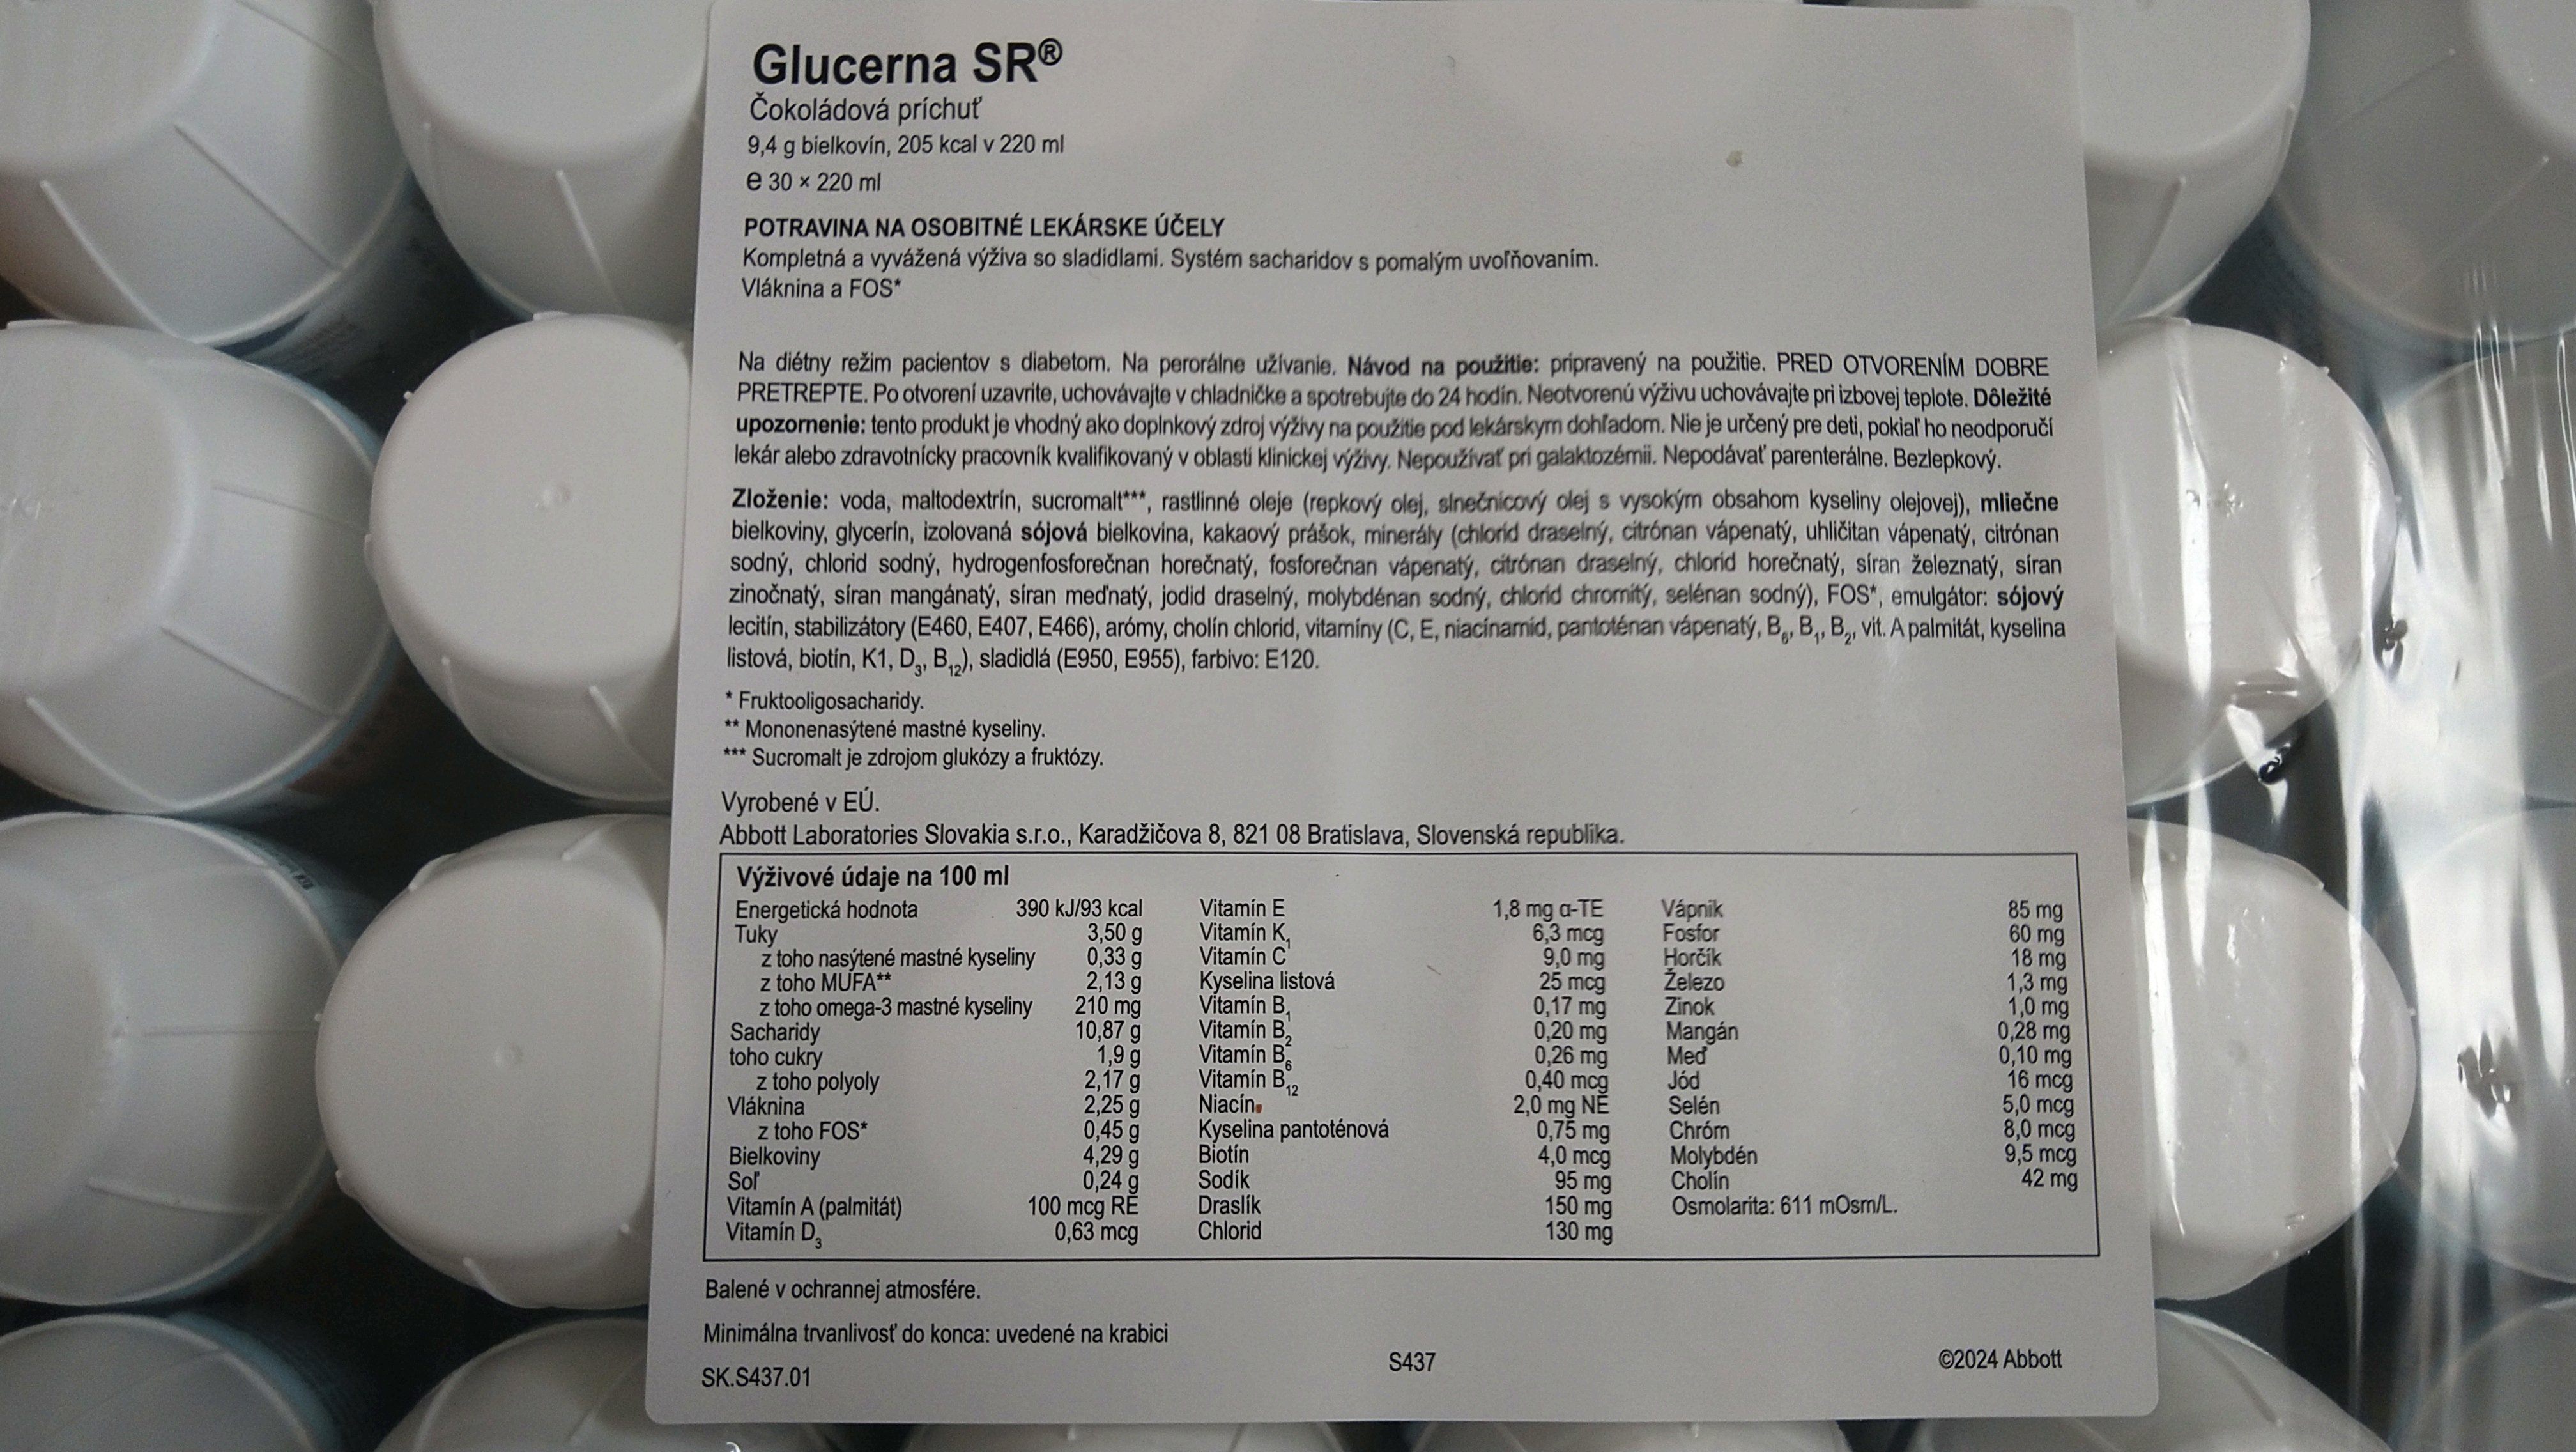 Glucerna SR®
Čokoládová príchuť
9,4 g bielkovín, 205 kcal v 220 ml
e 30 × 220 ml
POTRAVINA NA OSOBITNÉ LEKÁRSKE ÚČELY
Kompletná a vyvážená výživa so sladidlami. Systém sacharidov s pomalým uvoľňovaním.
Vláknina a FOS*
Na diétny režim pacientov s diabetom. Na perorálne užívanie. Návod na použitie: pripravený na použitie. PRED OTVORENÍM DOBRE
PRETREPTE. Po otvorení uzavrite, uchovávajte v chladničke a spotrebujte do 24 hodín. Neotvorenú výživu uchovávajte pri izbovej teplote. Dôležité
upozornenie: tento produkt je vhodný ako doplnkový zdroj výživy na použitie pod lekárskym dohľadom. Nie je určený pre deti, pokiaľ ho neodporučí
lekár alebo zdravotnícky pracovník kvalifikovaný v oblasti klinickej výživy. Nepoužívať pri galaktozémii. Nepodávať parenterálne. Bezlepkový.
Zloženie: voda, maltodextrín, sucromalt***, rastlinné oleje (repkový olej, slnečnicový olej s vysokým obsahom kyseliny olejovej), mliečne
bielkoviny, glycerín, izolovaná sójová bielkovina, kakaový prášok, minerály (chlorid draselný, citrónan vápenatý, uhličitan vápenatý, citrónan
sodný, chlorid sodný, hydrogenfosforečnan horečnatý, fosforečnan vápenatý, citrónan draselný, chlorid horečnatý, síran železnatý, síran
zinočnatý, síran mangánatý, síran meďnatý, jodid draselný, molybdénan sodný, chlorid chromitý, selénan sodný), FOS*, emulgátor: sójový
lecitín, stabilizátory (E460, E407, E466), arómy, cholín chlorid, vitamíny (C, E, niacínamid, pantoténan vápenatý, B6, B1, B2, vit. A palmitát, kyselina
listová, biotín, K1, D3, B12), sladidlá (E950, E955), farbivo: E120.
* Fruktooligosacharidy.
** Mononenasýtené mastné kyseliny.
*** Sucromalt je zdrojom glukózy a fruktózy.
Vyrobené v EÚ.
Abbott Laboratories Slovakia s.r.o., Karadžičova 8, 821 08 Bratislava, Slovenská republika.
Výživové údaje na 100 ml
Energetická hodnota 390 kJ/93 kcal Vitamín E 1,8 mg α-TE Vápnik 85 mg
Tuky 3,50 g Vitamín K1 6,3 mcg Fosfor 60 mg
z toho nasýtené mastné kyseliny 0,33 g Vitamín C 9,0 mg Horčík 18 mg
z toho MUFA** 2,13 g Kyselina listová 25 mcg Železo 1,3 mg
z toho omega-3 mastné kyseliny 210 mg Vitamín B1 0,17 mg Zinok 1,0 mg
Sacharidy 10,87 g Vitamín B2 0,20 mg Mangán 0,28 mg
toho cukry 1,9 g Vitamín B6 0,26 mg Meď 0,10 mg
z toho polyoly 2,17 g Vitamín B12 0,40 mcg Jód 16 mcg
Vláknina 2,25 g Niacín 2,0 mg NE Selén 5,0 mcg
z toho FOS* 0,45 g Kyselina pantoténová 0,75 mg Chróm 8,0 mcg
Bielkoviny 4,29 g Biotín 4,0 mcg Molybdén 9,5 mcg
Soľ 0,24 g Sodík 95 mg Cholín 42 mg
Vitamín A (palmitát) 100 mcg RE Draslík 150 mg Osmolarita: 611 mOsm/L.
Vitamín D3 0,63 mcg Chlorid 130 mg
Balené v ochrannej atmosfére.
Minimálna trvanlivosť do konca: uvedené na krabici
SK.S437.01 S437 ©2024 Abbott